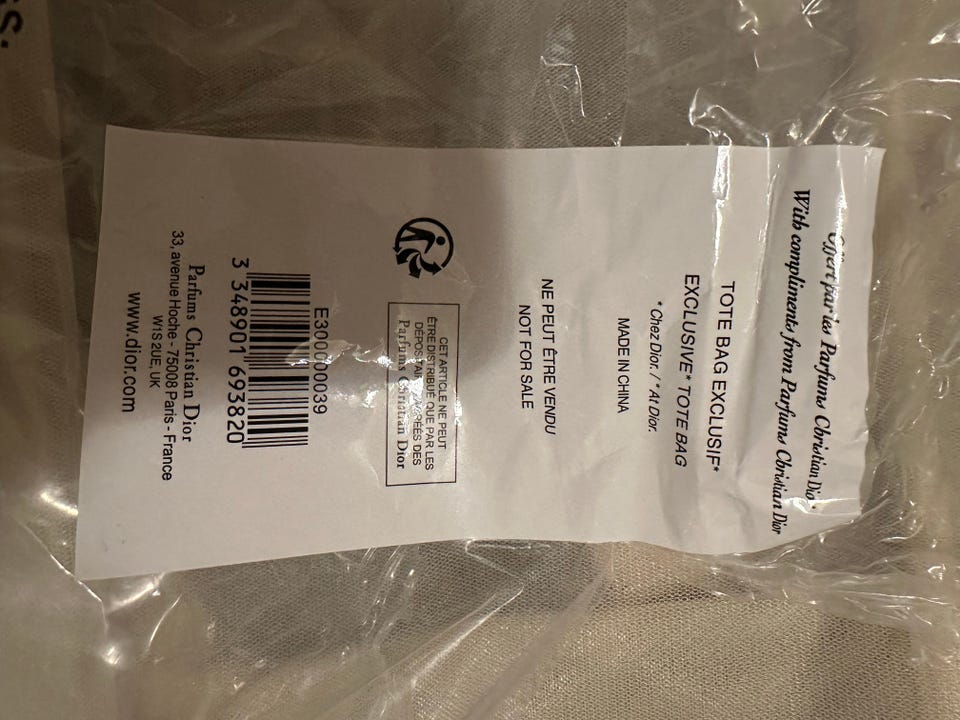 Offert par les Parfums Christian Dior
With compliments from Parfums Christian Dior
TOTE BAG EXCLUSIF*
EXCLUSIVE* TOTE BAG
*Chez Dior. / *At Dior.
MADE IN CHINA
NE PEUT ÊTRE VENDU
NOT FOR SALE
CET ARTICLE NE PEUT
ÊTRE DISTRIBUÉ QUE PAR LES
DÉPOSITAIRES AGRÉÉS DES
Parfums Christian Dior
3 348901 693820
Parfums Christian Dior
33, avenue Hoche - 75008 Paris - France
W1S 2UE, UK
www.dior.com